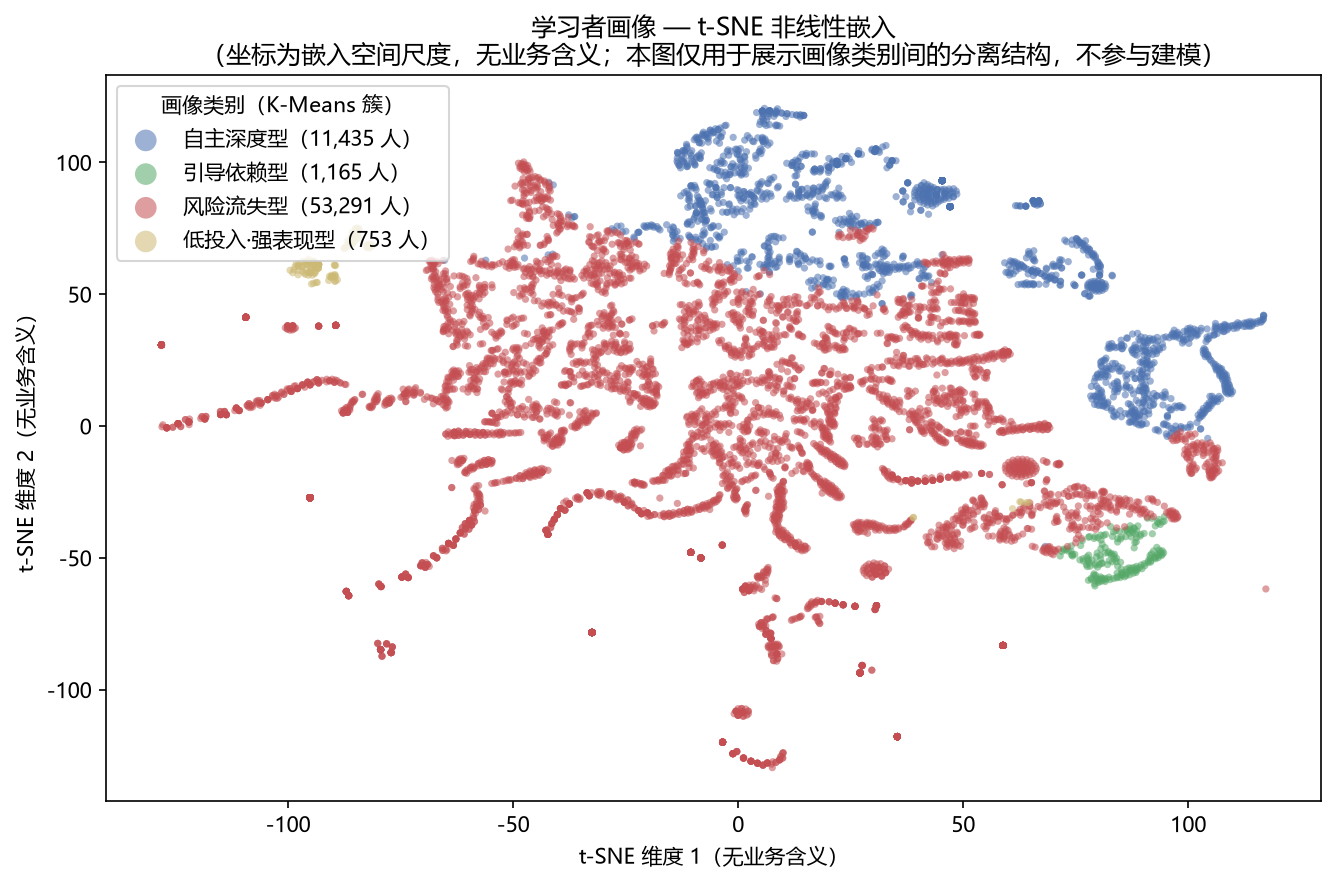 学习者画像 — t-SNE 非线性嵌入
（坐标为嵌入空间尺度，无业务含义；本图仅用于展示画像类别间的分离结构，不参与建模）
画像类别（K-Means 簇）
自主深度型（11,435 人）
引导依赖型（1,165 人）
风险流失型（53,291 人）
低投入·强表现型（753 人）
t-SNE 维度 2（无业务含义）
100
50
0
-50
-100
-100
-50
0
50
100
t-SNE 维度 1（无业务含义）